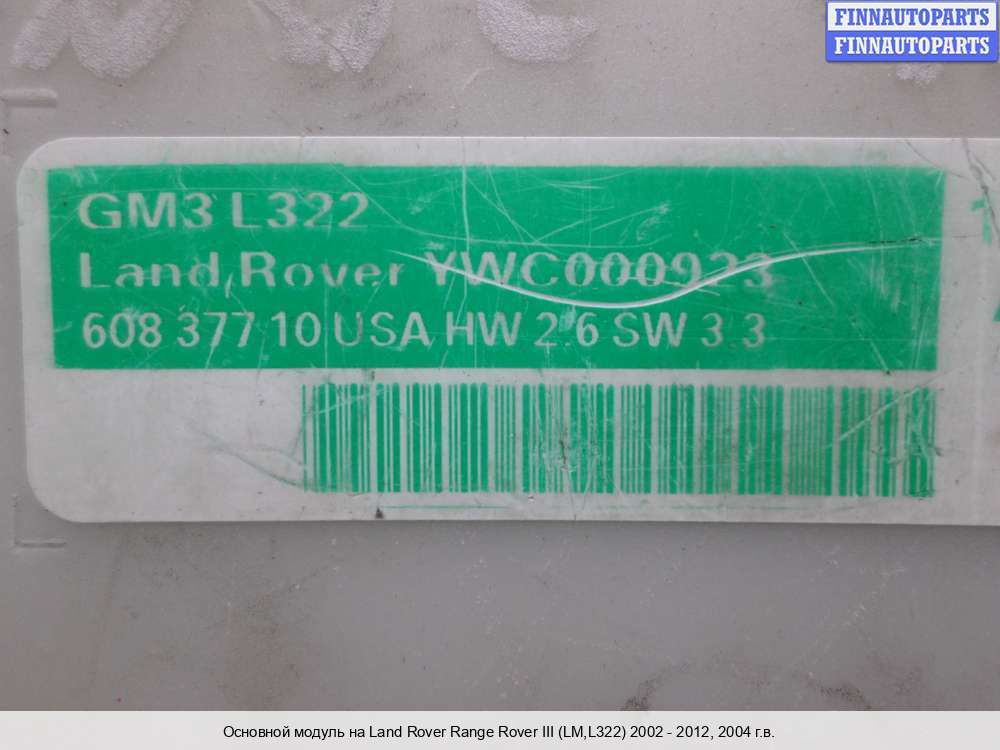 FINNAUTOPARTS
FINNAUTOPARTS
GM3 L322
Land Rover YWC000923
608 377 10 USA HW 2.6 SW 3.3
Основной модуль на Land Rover Range Rover III (LM,L322) 2002 - 2012, 2004 г.в.